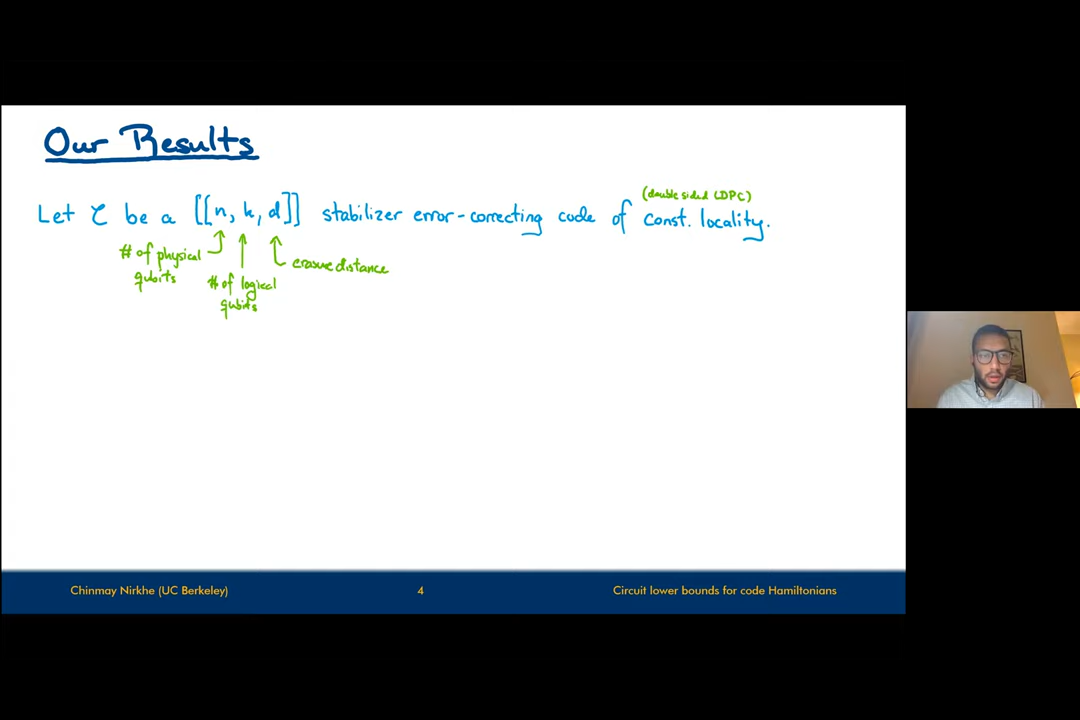 Our Results
(double sided LDPC)
Let C be a [[n, k, d]] stabilizer error-correcting code of const. locality.
# of physical qubits
# of logical qubits
erasure distance
Chinmay Nirkhe (UC Berkeley)
4
Circuit lower bounds for code Hamiltonians